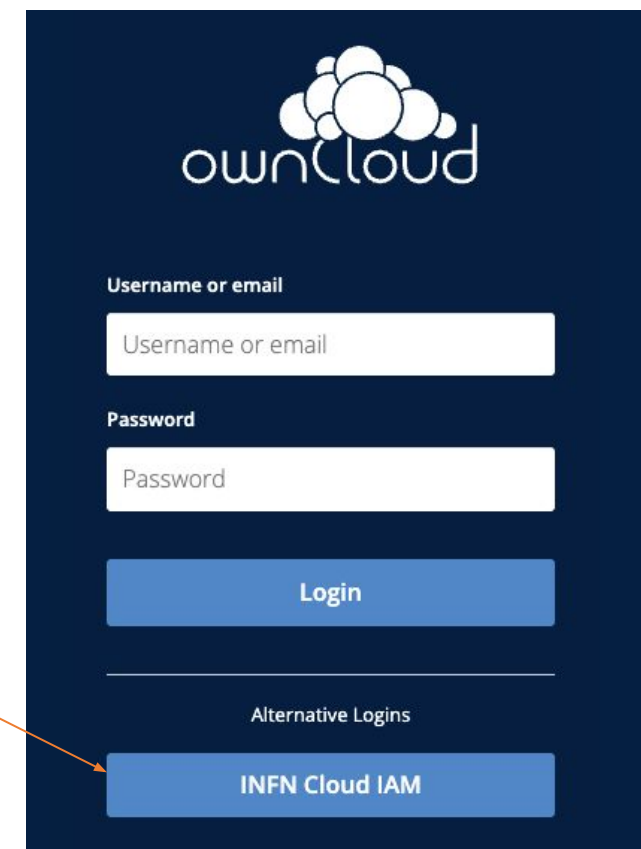 ownCloud
Username or email
Username or email
Password
Password
Login
Alternative Logins
INFN Cloud IAM